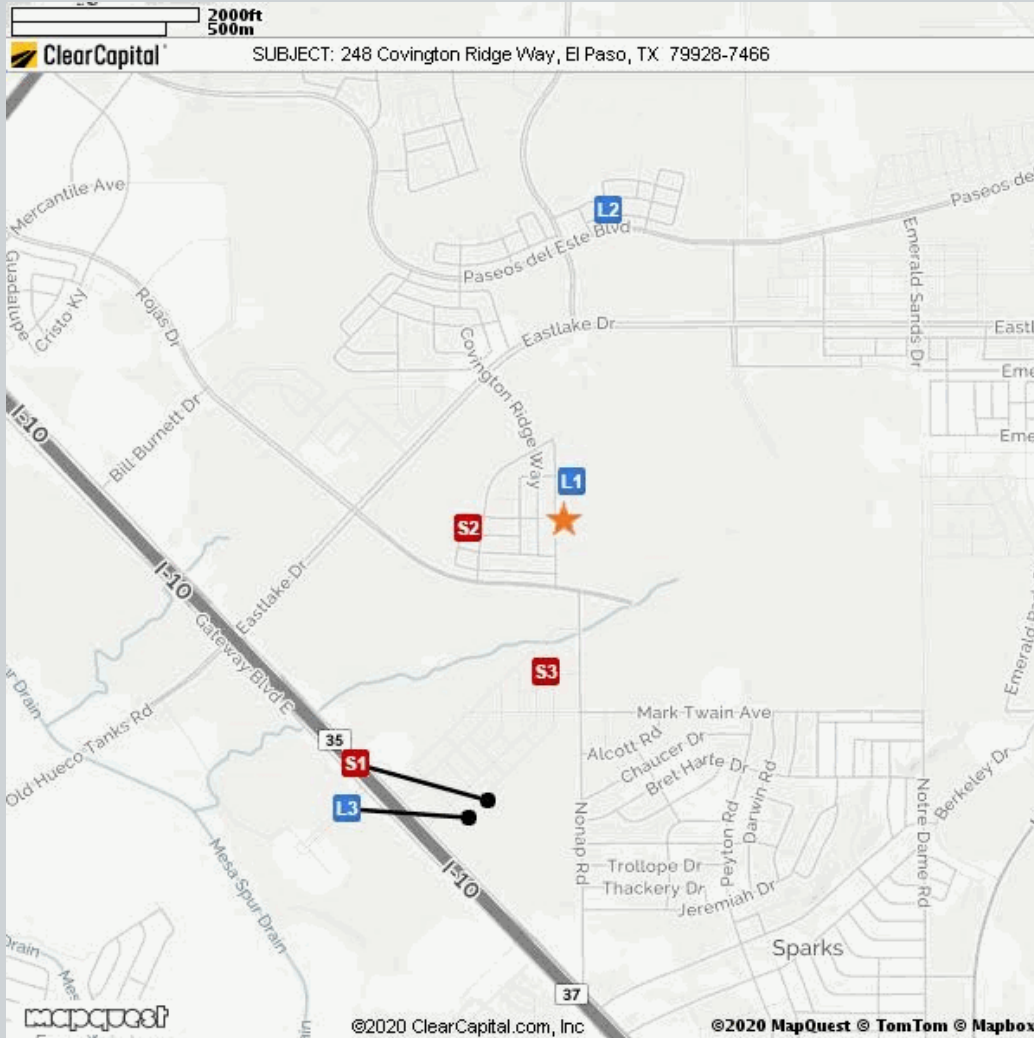 2000ft
500m
ClearCapital
SUBJECT: 248 Covington Ridge Way, El Paso, TX 79928-7466
Mercantile Ave
Paseos de
L2
Paseos del Este Blvd
Guadalupe
Cristo Ky
Rojas Dr
Emerald Sands Dr
Covington Ridge Way
Eastlake Dr
Eastl
Eme
Eme
I-10
Bill Burnett Dr
L1
S2
I-10
Eastlake Dr
Gateway Blvd E
Emerald
S3
Drain
Old Hueco Tanks Rd
35
Mark Twain Ave
Alcott Rd
Chaucer Dr
Bret Harte Dr
S1
L3
Nonap Rd
Peyton Rd
Darwin Rd
Notre Dame Rd
Berkeley Dr
Mesa Spur Drain
I-10
Trollope Dr
Thackery Dr
Jeremiah Dr
Sparks
Drain
Mes
37
mapquest
©2020 ClearCapital.com, Inc
©2020 MapQuest © TomTom © Mapbox